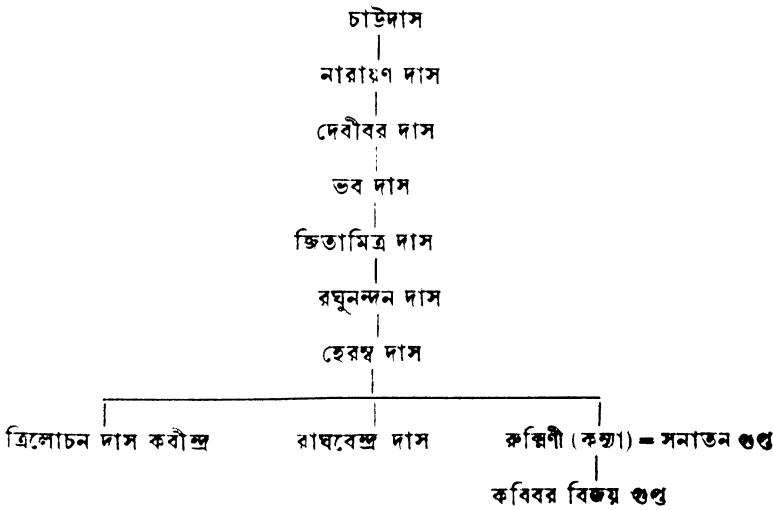 চাউদাস
নারায়ণ দাস
দেবীবর দাস
ভব দাস
জিতামিত্র দাস
রঘুনন্দন দাস
হেরম্ব দাস
ত্রিলোচন দাস কবীন্দ্র রাঘবেন্দ্র দাস রুক্মিণী (কন্যা) = সনাতন গুপ্ত
কবিবর বিজয় গুপ্ত